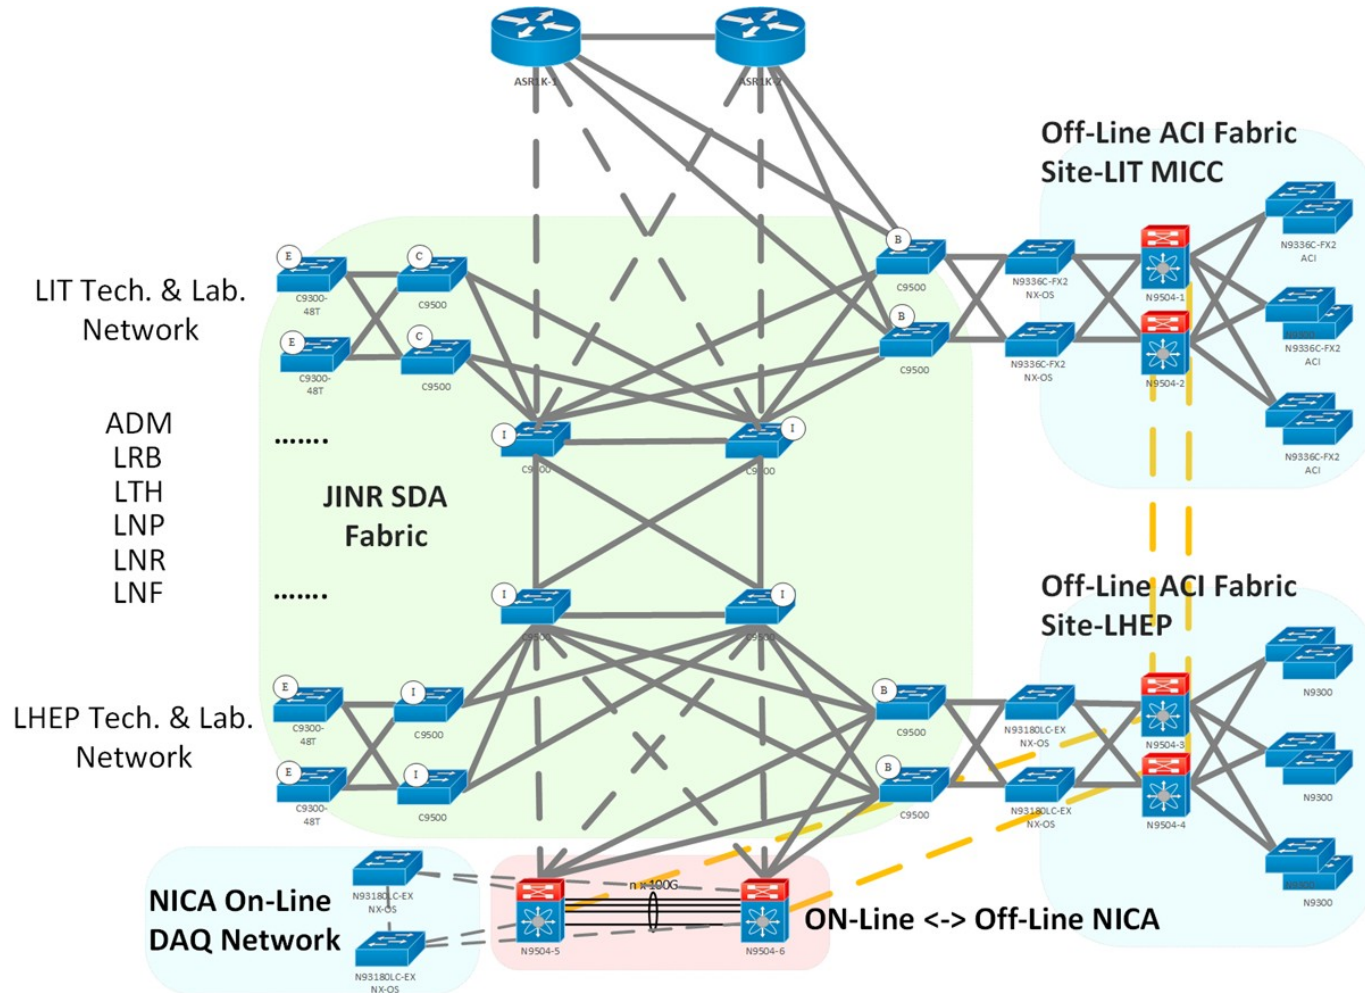 ASR1K-1
ASR1K-2
Off-Line ACI Fabric
Site-LIT MICC
N9336C-FX2
ACI
E
C9300-
48T
C
C9500
B
C9500
N9336C-FX2
NX-OS
N9504-1
LIT Tech. & Lab.
Network
E
C9300-
48T
C
C9500
B
C9500
N9336C-FX2
NX-OS
N9504-2
N9300
N9336C-FX2
ACI
N9336C-FX2
ACI
ADM
LRB
LTH
LNP
LNR
LNF
.......
.......
JINR SDA
Fabric
I
I
I
I
Off-Line ACI Fabric
Site-LHEP
N9300
LHEP Tech. & Lab.
Network
E
C9300-
48T
I
C9500
B
C9500
N93180LC-EX
NX-OS
N9504-3
E
C9300-
48T
I
C9500
B
C9500
N93180LC-EX
NX-OS
N9504-4
N9300
N9300
N9300
NICA On-Line
DAQ Network
N93180LC-EX
NX-OS
N93180LC-EX
NX-OS
n x 100G
N9504-5
N9504-6
ON-Line <-> Off-Line NICA